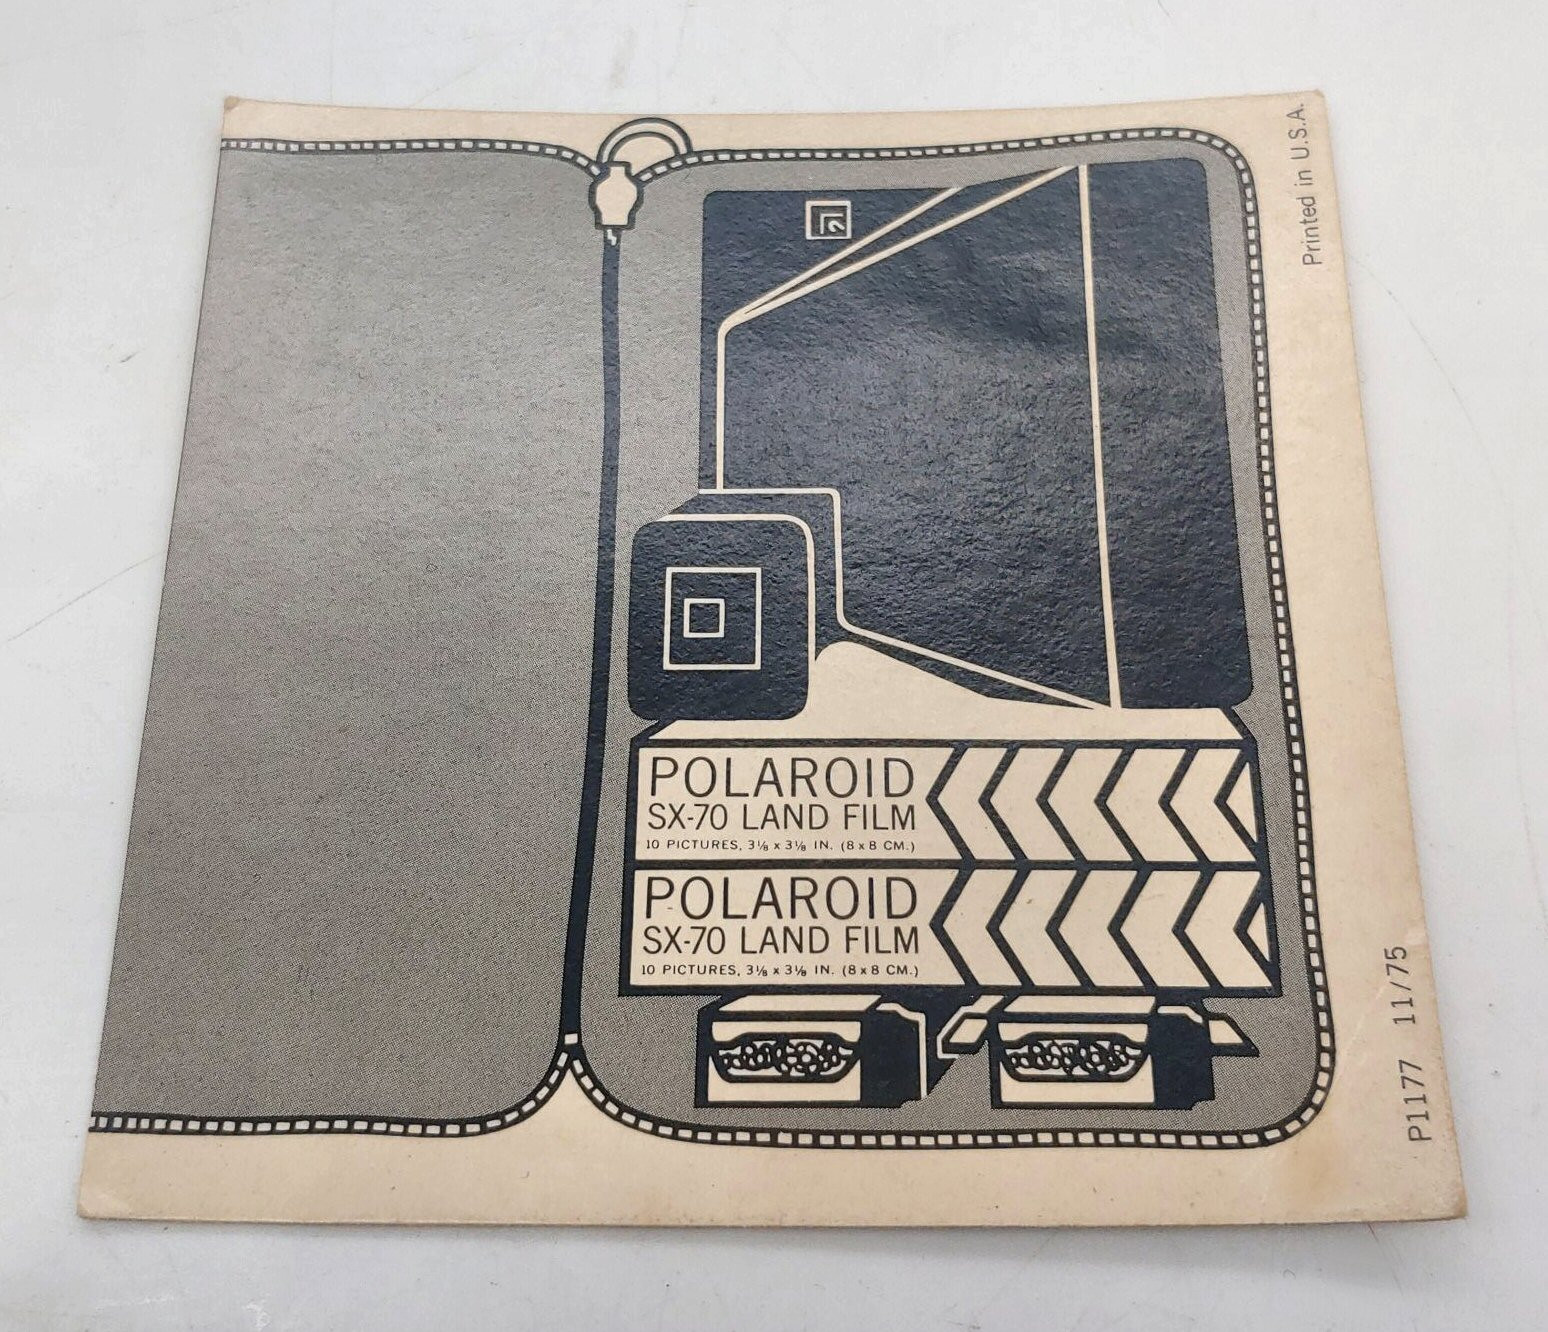 Printed in U.S.A.
POLAROID
SX-70 LAND FILM
10 PICTURES, 3⅛ x 3⅛ IN. (8 x 8 CM.)
POLAROID
SX-70 LAND FILM
10 PICTURES, 3⅛ x 3⅛ IN. (8 x 8 CM.)
P1177 11/75